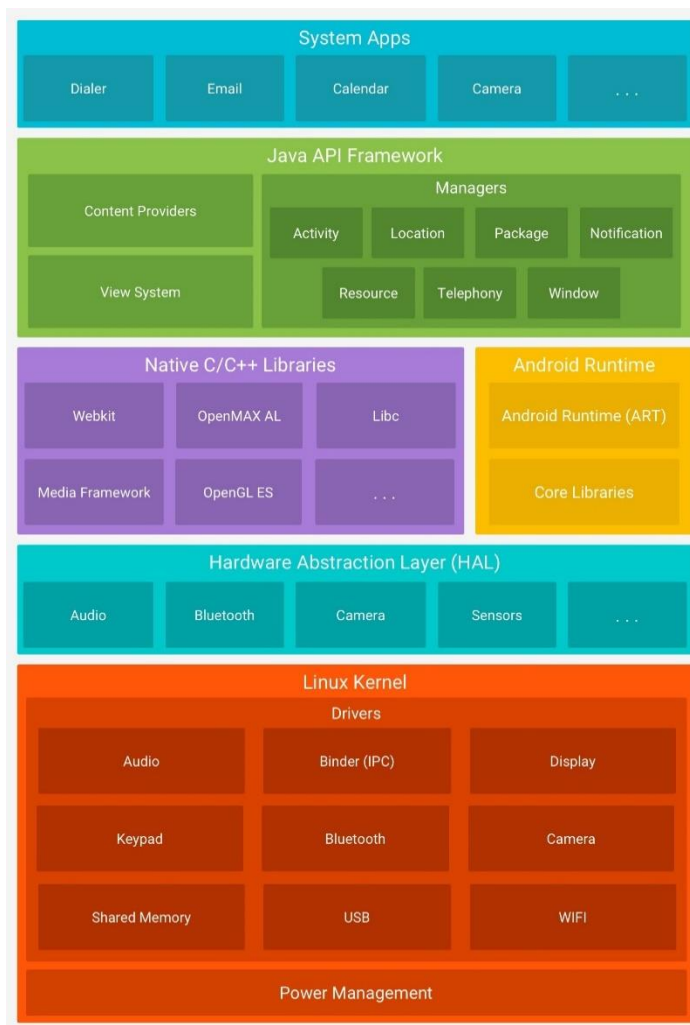 System Apps
Dialer Email Calendar Camera . . .
Java API Framework
Content Providers
View System
Managers
Activity Location Package Notification
Resource Telephony Window
Native C/C++ Libraries
Webkit OpenMAX AL Libc
Media Framework OpenGL ES . . .
Android Runtime
Android Runtime (ART)
Core Libraries
Hardware Abstraction Layer (HAL)
Audio Bluetooth Camera Sensors . . .
Linux Kernel
Drivers
Audio Binder (IPC) Display
Keypad Bluetooth Camera
Shared Memory USB WIFI
Power Management